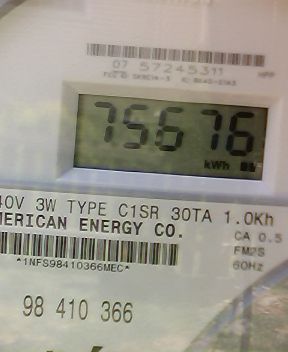 07 57245311
75676
kWh
40V 3W TYPE C1SR 30TA 1.0Kh
MERICAN ENERGY CO.
CA 0.5
FM2S
60Hz
*1NFS98410366MEC*
98 410 366